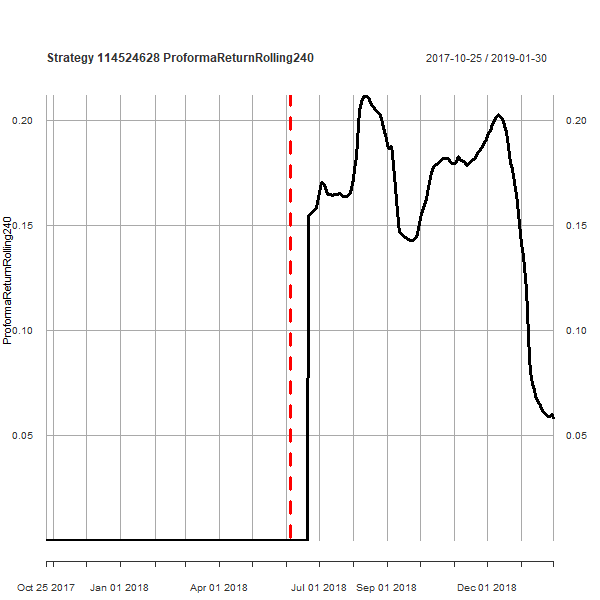 Strategy 114524628 ProformaReturnRolling240
2017-10-25 / 2019-01-30
0.20
0.20
0.15
0.15
0.10
0.10
0.05
0.05
ProformaReturnRolling240
Oct 25 2017
Jan 01 2018
Apr 01 2018
Jul 01 2018
Sep 01 2018
Dec 01 2018